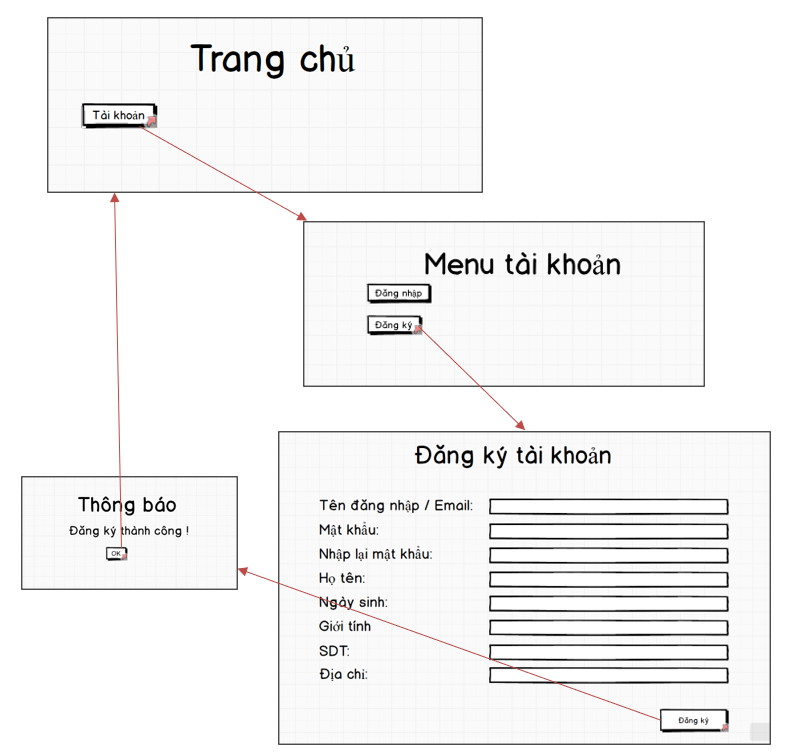 Trang chủ
Tài khoản
Menu tài khoản
Đăng nhập
Đăng ký
Đăng ký tài khoản
Tên đăng nhập / Email:
Mật khẩu:
Nhập lại mật khẩu:
Họ tên:
Ngày sinh:
Giới tính
SDT:
Địa chỉ:
Đăng ký
Thông báo
Đăng ký thành công !
OK